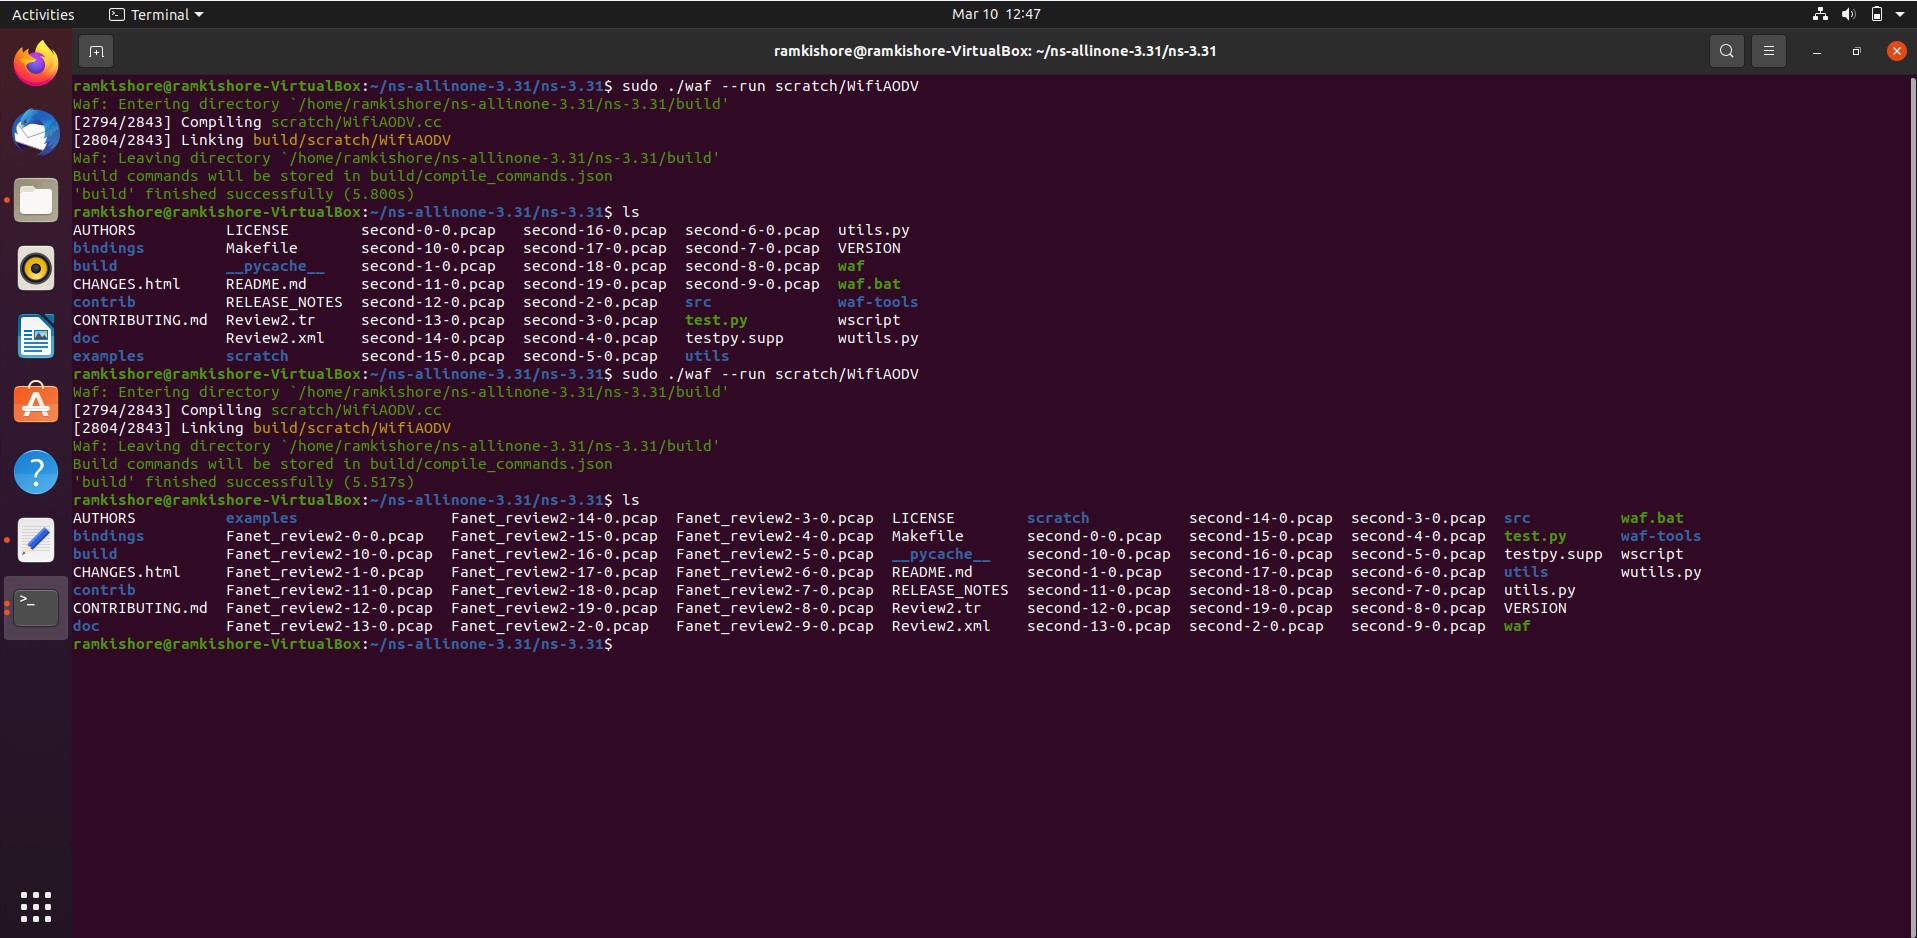 Activities Terminal Mar 10 12:47
ramkishore@ramkishore-VirtualBox: ~/ns-allinone-3.31/ns-3.31
ramkishore@ramkishore-VirtualBox:~/ns-allinone-3.31/ns-3.31$ sudo ./waf --run scratch/WifiAODV
Waf: Entering directory `/home/ramkishore/ns-allinone-3.31/ns-3.31/build'
[2794/2843] Compiling scratch/WifiAODV.cc
[2804/2843] Linking build/scratch/WifiAODV
Waf: Leaving directory `/home/ramkishore/ns-allinone-3.31/ns-3.31/build'
Build commands will be stored in build/compile_commands.json
'build' finished successfully (5.800s)
ramkishore@ramkishore-VirtualBox:~/ns-allinone-3.31/ns-3.31$ ls
AUTHORS LICENSE second-0-0.pcap second-16-0.pcap second-6-0.pcap utils.py
bindings Makefile second-10-0.pcap second-17-0.pcap second-7-0.pcap VERSION
build __pycache__ second-1-0.pcap second-18-0.pcap second-8-0.pcap waf
CHANGES.html README.md second-11-0.pcap second-19-0.pcap second-9-0.pcap waf.bat
contrib RELEASE_NOTES second-12-0.pcap second-2-0.pcap src waf-tools
CONTRIBUTING.md Review2.tr second-13-0.pcap second-3-0.pcap test.py wscript
doc Review2.xml second-14-0.pcap second-4-0.pcap testpy.supp wutils.py
examples scratch second-15-0.pcap second-5-0.pcap utils
ramkishore@ramkishore-VirtualBox:~/ns-allinone-3.31/ns-3.31$ sudo ./waf --run scratch/WifiAODV
Waf: Entering directory `/home/ramkishore/ns-allinone-3.31/ns-3.31/build'
[2794/2843] Compiling scratch/WifiAODV.cc
[2804/2843] Linking build/scratch/WifiAODV
Waf: Leaving directory `/home/ramkishore/ns-allinone-3.31/ns-3.31/build'
Build commands will be stored in build/compile_commands.json
'build' finished successfully (5.517s)
ramkishore@ramkishore-VirtualBox:~/ns-allinone-3.31/ns-3.31$ ls
AUTHORS examples Fanet_review2-14-0.pcap Fanet_review2-3-0.pcap LICENSE scratch second-14-0.pcap second-3-0.pcap src waf.bat
bindings Fanet_review2-0-0.pcap Fanet_review2-15-0.pcap Fanet_review2-4-0.pcap Makefile second-0-0.pcap second-15-0.pcap second-4-0.pcap test.py waf-tools
build Fanet_review2-10-0.pcap Fanet_review2-16-0.pcap Fanet_review2-5-0.pcap __pycache__ second-10-0.pcap second-16-0.pcap second-5-0.pcap testpy.supp wscript
CHANGES.html Fanet_review2-1-0.pcap Fanet_review2-17-0.pcap Fanet_review2-6-0.pcap README.md second-1-0.pcap second-17-0.pcap second-6-0.pcap utils wutils.py
contrib Fanet_review2-11-0.pcap Fanet_review2-18-0.pcap Fanet_review2-7-0.pcap RELEASE_NOTES second-11-0.pcap second-18-0.pcap second-7-0.pcap utils.py
CONTRIBUTING.md Fanet_review2-12-0.pcap Fanet_review2-19-0.pcap Fanet_review2-8-0.pcap Review2.tr second-12-0.pcap second-19-0.pcap second-8-0.pcap VERSION
doc Fanet_review2-13-0.pcap Fanet_review2-2-0.pcap Fanet_review2-9-0.pcap Review2.xml second-13-0.pcap second-2-0.pcap second-9-0.pcap waf
ramkishore@ramkishore-VirtualBox:~/ns-allinone-3.31/ns-3.31$